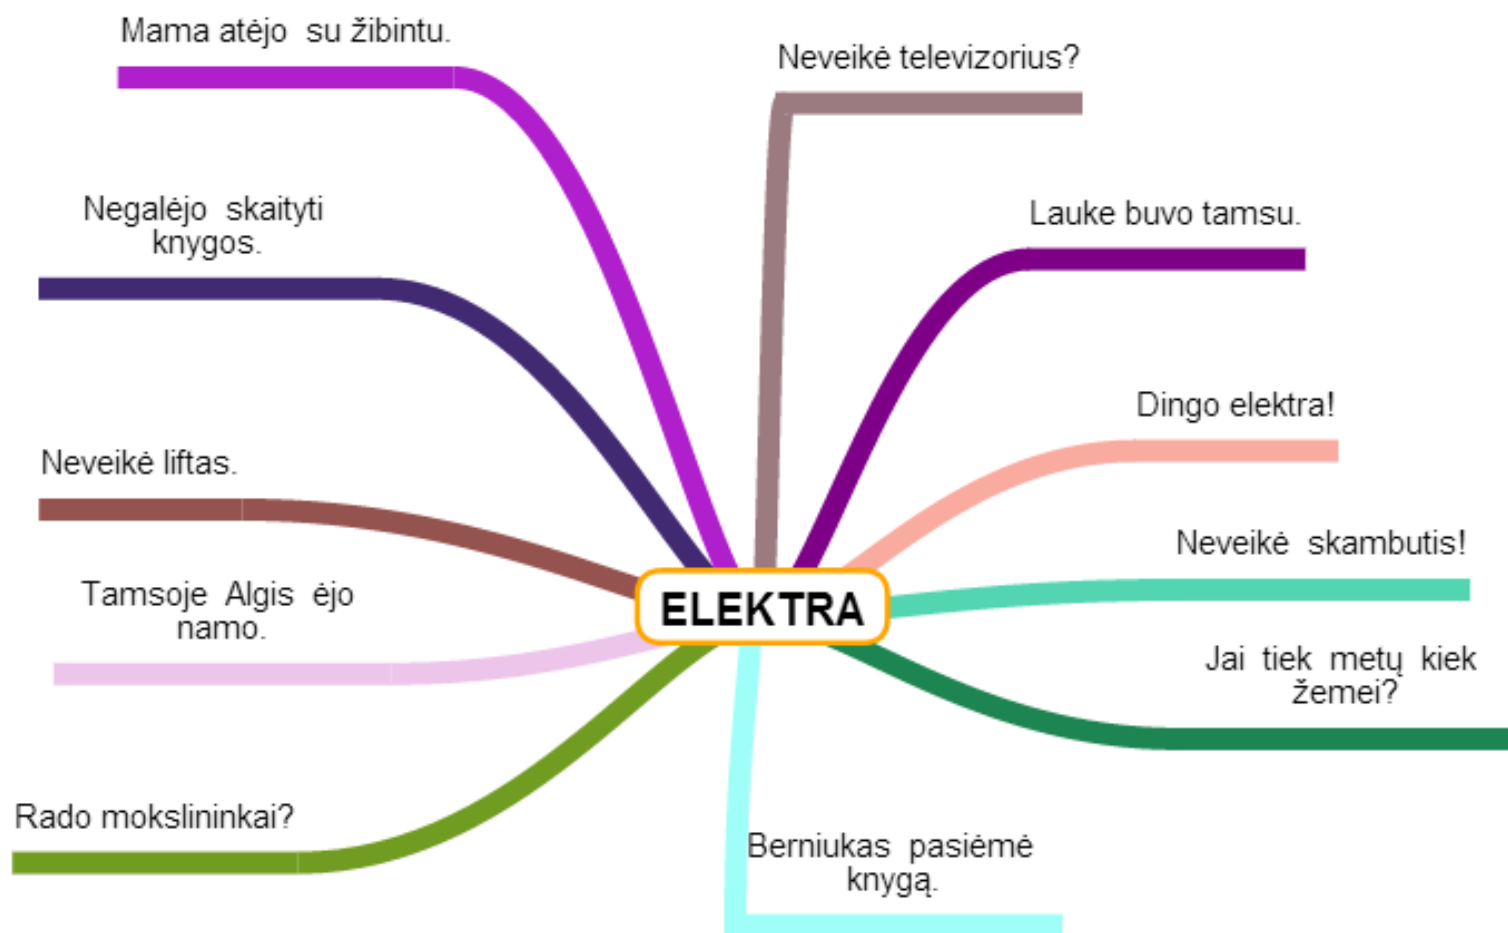 Mama atėjo su žibintu.
Neveikė televizorius?
Negalėjo skaityti
knygos.
Lauke buvo tamsu.
Dingo elektra!
Neveikė liftas.
Neveikė skambutis!
Tamsoje Algis ėjo
namo.
ELEKTRA
Jai tiek metų kiek
žemei?
Rado mokslininkai?
Berniukas pasiėmė
knygą.